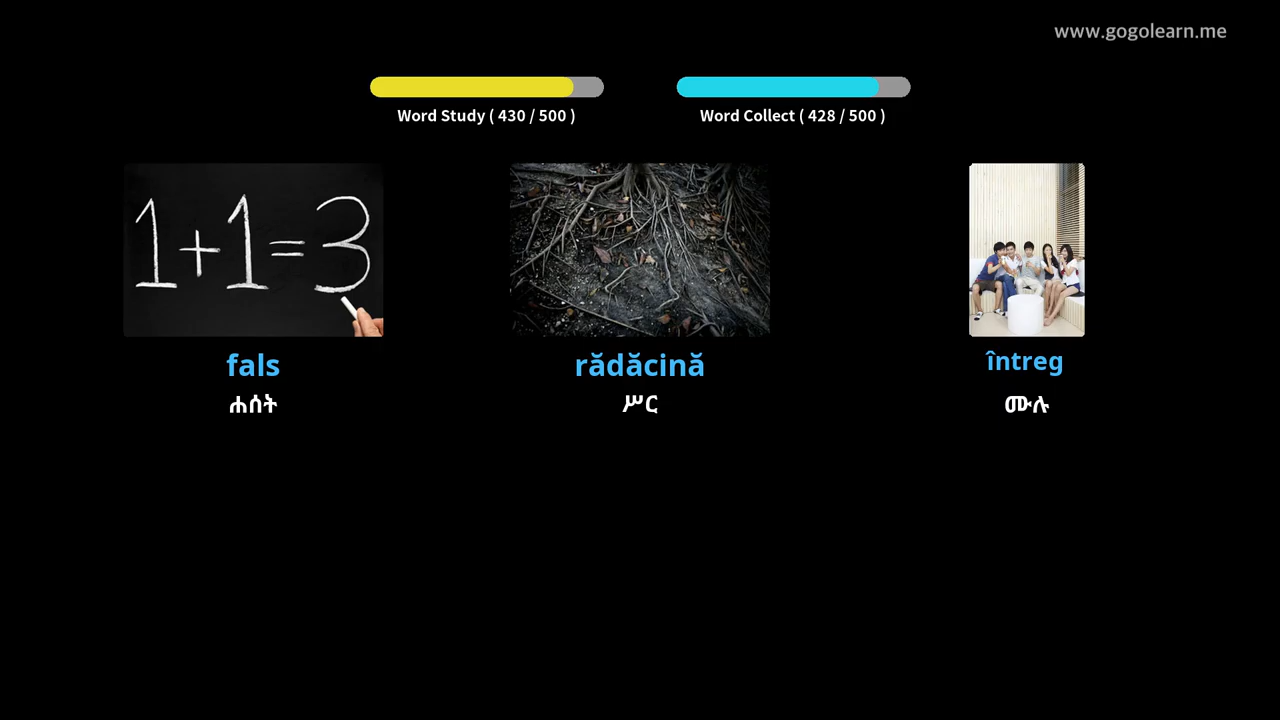 www.gogolearn.me
Word Study ( 430 / 500 )
Word Collect ( 428 / 500 )
1+1=3
fals
rădăcină
întreg
ሐሰት
ሥር
ሙሉ